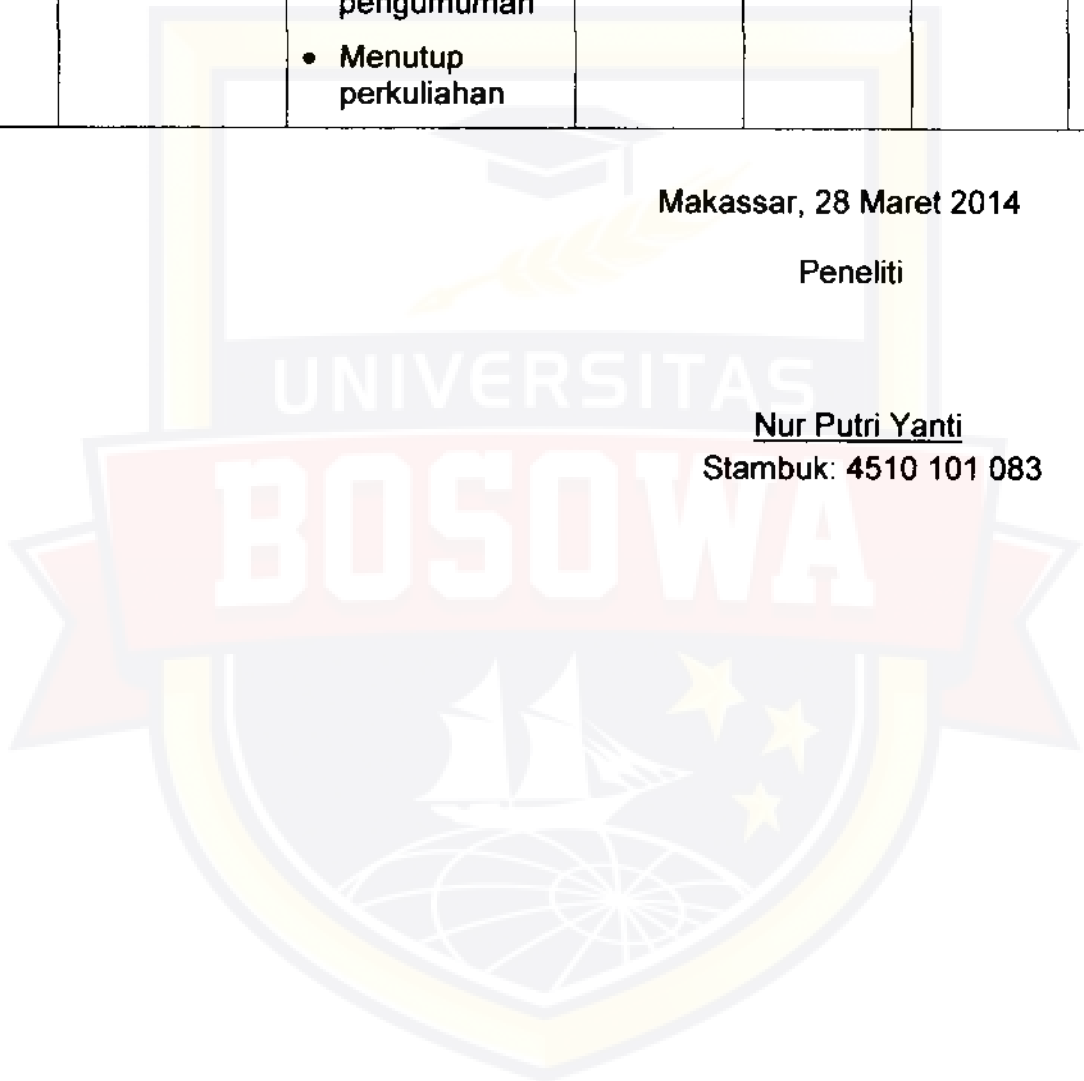 pengumuman
• Menutup
perkuliahan
Makassar, 28 Maret 2014
Peneliti
UNIVERSITAS
Nur Putri Yanti
Stambuk: 4510 101 083
BOSOWA